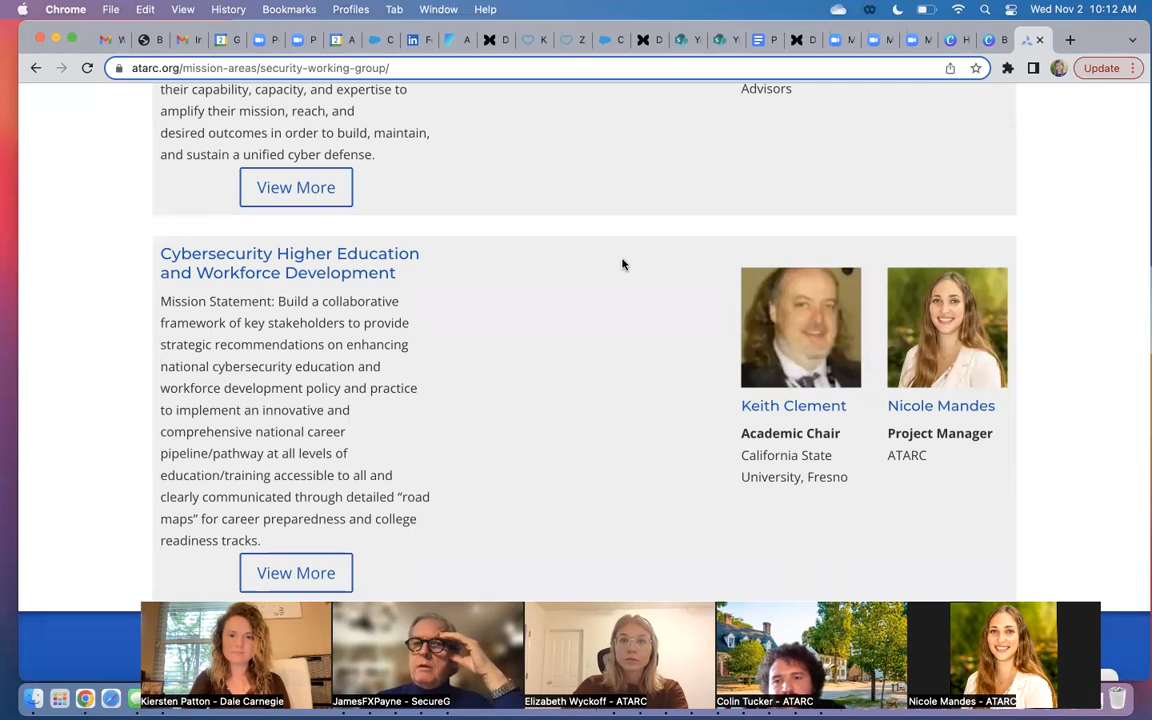 Chrome File Edit View History Bookmarks Profiles Tab Window Help Wed Nov 2 10:12 AM
atarc.org/mission-areas/security-working-group/
Update
their capability, capacity, and expertise to
amplify their mission, reach, and
desired outcomes in order to build, maintain,
and sustain a unified cyber defense.
View More
Advisors
Cybersecurity Higher Education
and Workforce Development
Mission Statement: Build a collaborative
framework of key stakeholders to provide
strategic recommendations on enhancing
national cybersecurity education and
workforce development policy and practice
to implement an innovative and
comprehensive national career
pipeline/pathway at all levels of
education/training accessible to all and
clearly communicated through detailed “road
maps” for career preparedness and college
readiness tracks.
View More
Keith Clement
Academic Chair
California State
University, Fresno
Nicole Mandes
Project Manager
ATARC
Kiersten Patton - Dale Carnegie
JamesFXPayne - SecureG
Elizabeth Wyckoff - ATARC
Colin Tucker - ATARC
Nicole Mandes - ATARC